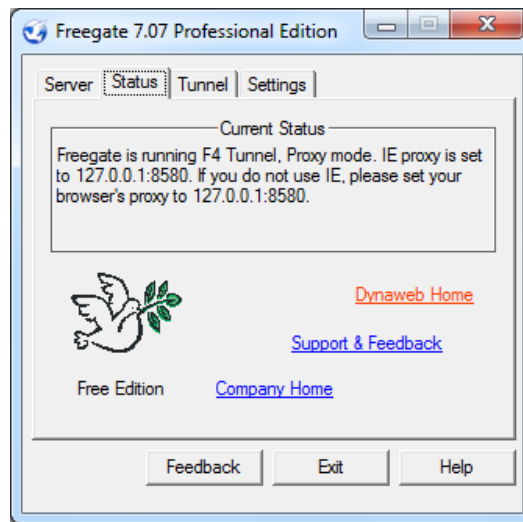 Freegate 7.07 Professional Edition
Server Status Tunnel Settings
Current Status
Freegate is running F4 Tunnel, Proxy mode. IE proxy is set
to 127.0.0.1:8580. If you do not use IE, please set your
browser's proxy to 127.0.0.1:8580.
Dynaweb Home
Support & Feedback
Free Edition Company Home
Feedback Exit Help